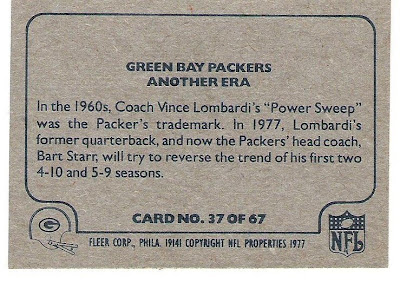 GREEN BAY PACKERS
ANOTHER ERA
In the 1960s, Coach Vince Lombardi's "Power Sweep"
was the Packer's trademark. In 1977, Lombardi's
former quarterback, and now the Packers' head coach,
Bart Starr, will try to reverse the trend of his first two
4-10 and 5-9 seasons.
CARD NO. 37 OF 67
G
NFL
FLEER CORP., PHILA. 19141 COPYRIGHT NFL PROPERTIES 1977